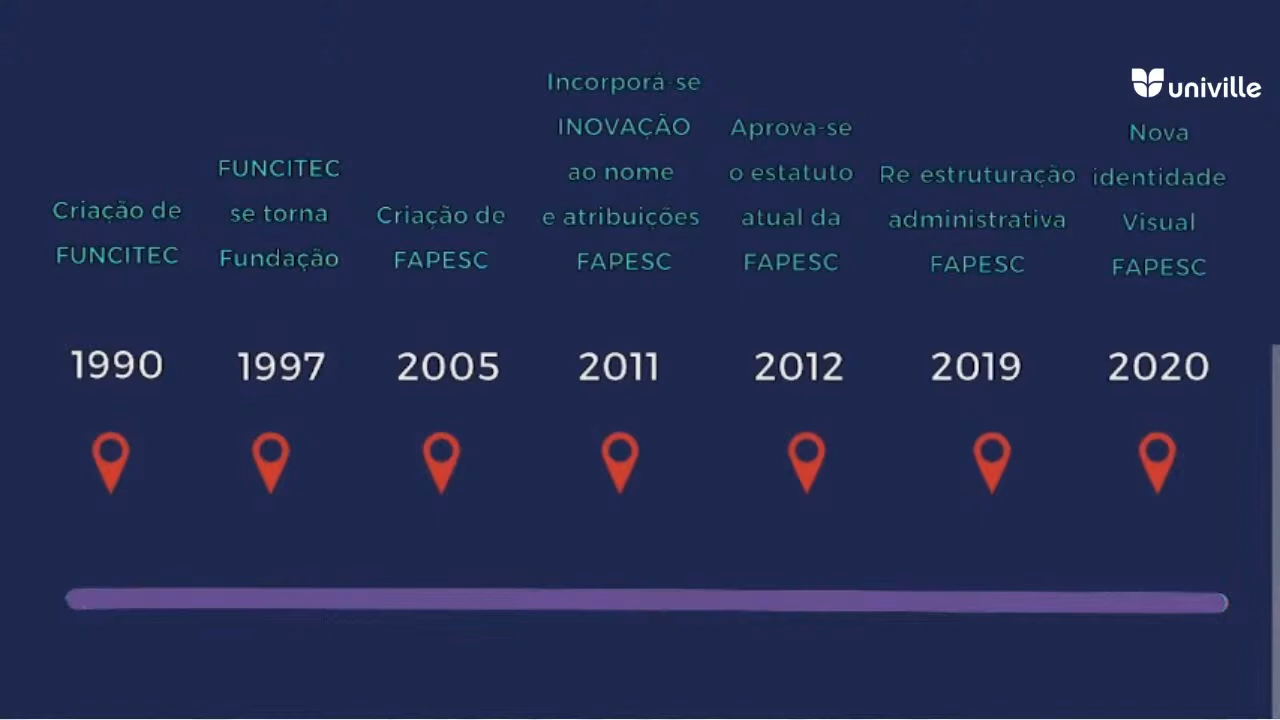 univille
Criação de
FUNCITEC
1990
FUNCITEC
se torna
Fundação
1997
Criação de
FAPESC
2005
Incorporá-se
INOVAÇÃO
ao nome
e atribuições
FAPESC
2011
Aprova-se
o estatuto
atual da
FAPESC
2012
Re estruturação
administrativa
FAPESC
2019
Nova
identidade
Visual
FAPESC
2020